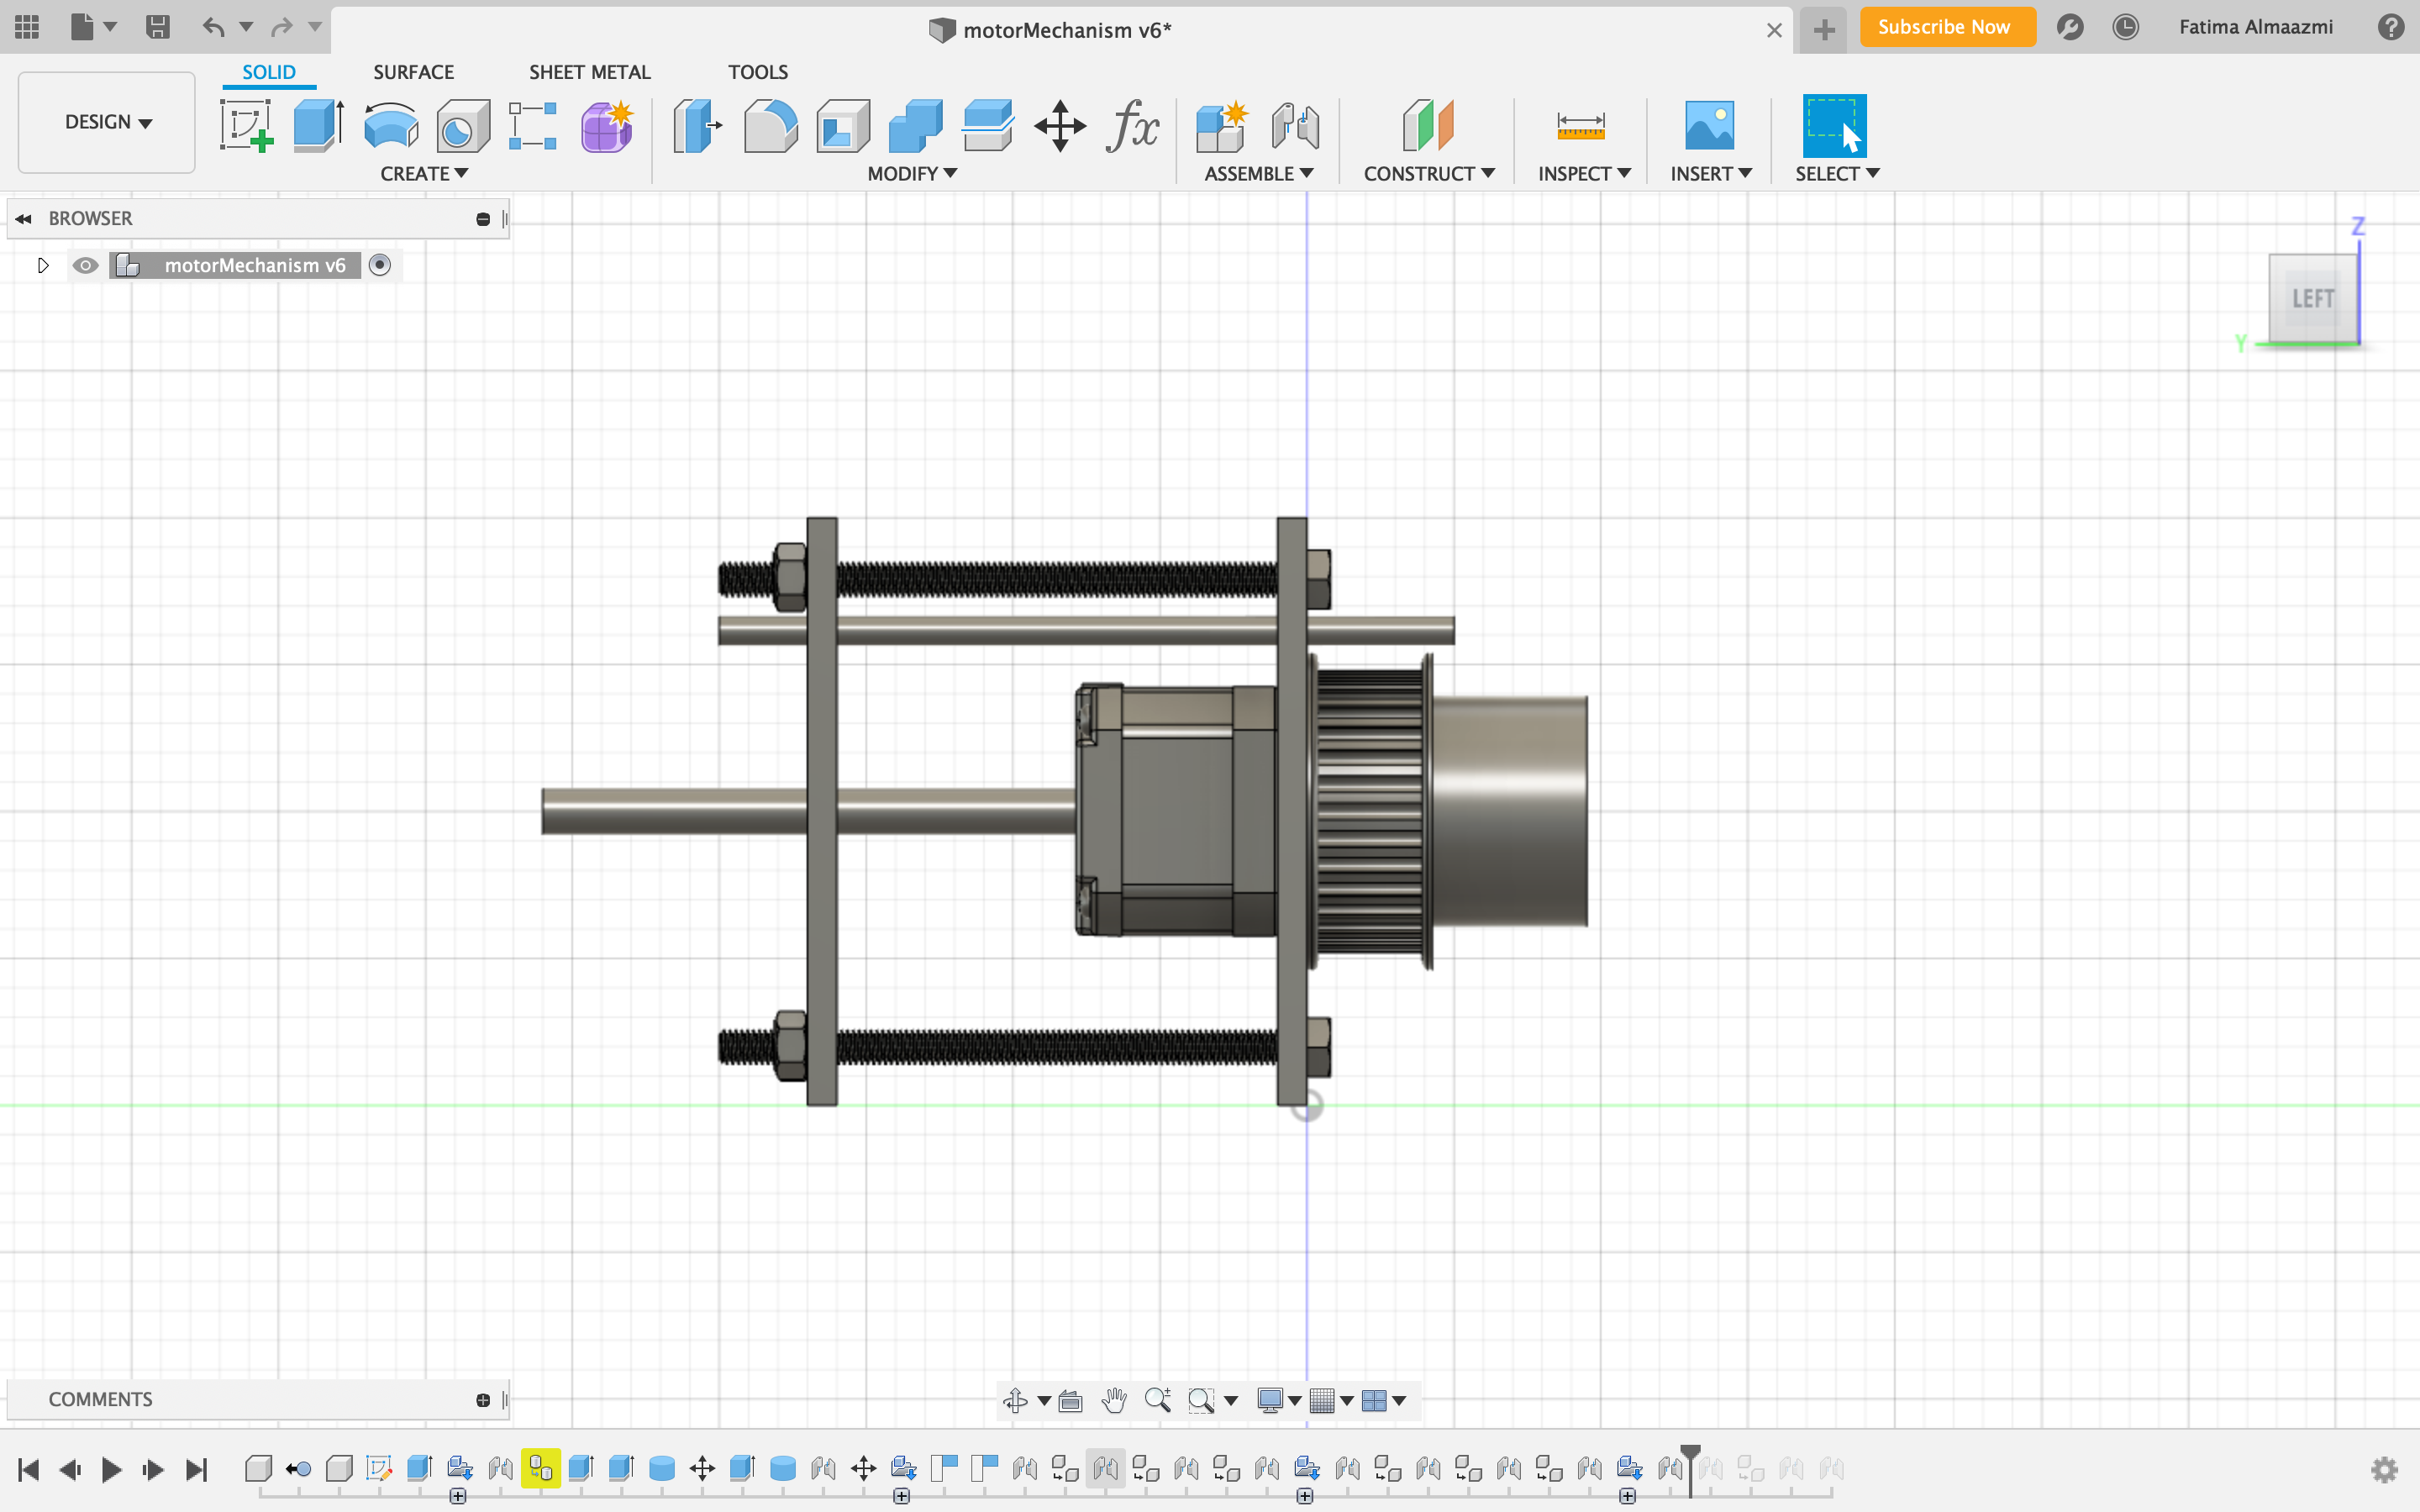 motorMechanism v6*
Subscribe Now
Fatima Almaazmi
SOLID
SURFACE
SHEET METAL
TOOLS
DESIGN
fx
CREATE
MODIFY
ASSEMBLE
CONSTRUCT
INSPECT
INSERT
SELECT
BROWSER
motorMechanism v6
Z
LEFT
Y
COMMENTS